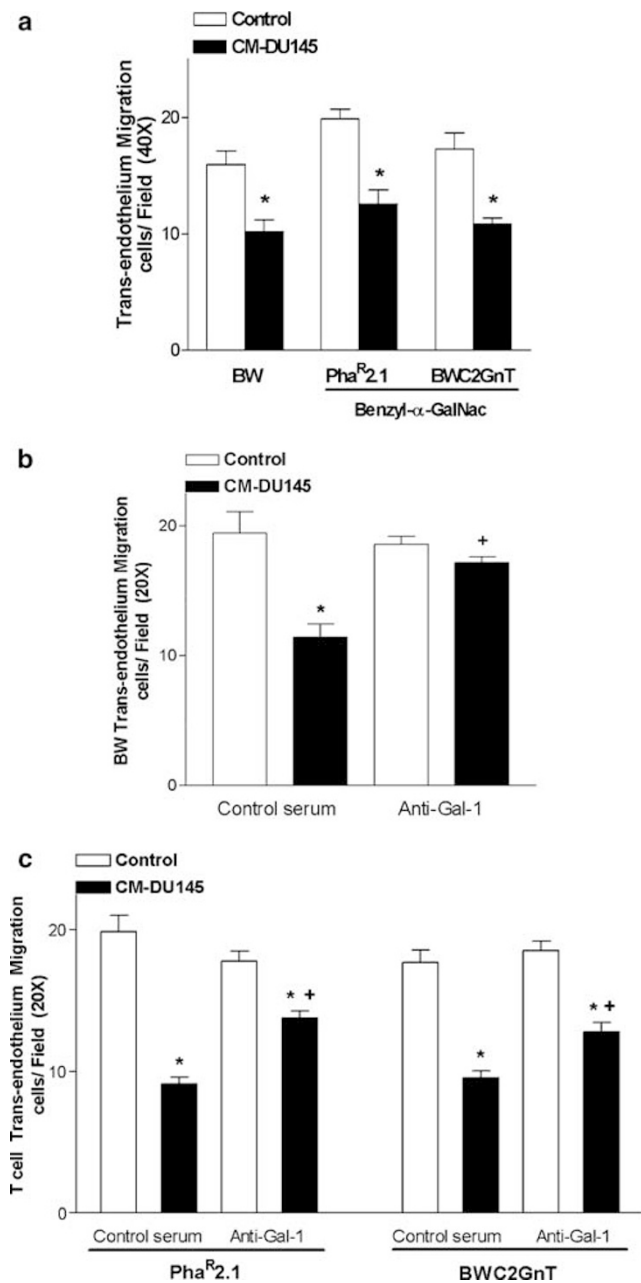 a
Control
CM-DU145
Trans-endothelium Migration
cells/ Field (40X)
20
10
0
*
*
*
BW
Pha^R2.1
BWC2GnT
Benzyl-α-GalNac
b
Control
CM-DU145
BW Trans-endothelium Migration
cells/ Field (20X)
20
10
0
*
+
Control serum
Anti-Gal-1
c
Control
CM-DU145
T cell Trans-endothelium Migration
cells/ Field (20X)
20
10
0
*
* +
*
* +
Control serum
Anti-Gal-1
Control serum
Anti-Gal-1
Pha^R2.1
BWC2GnT